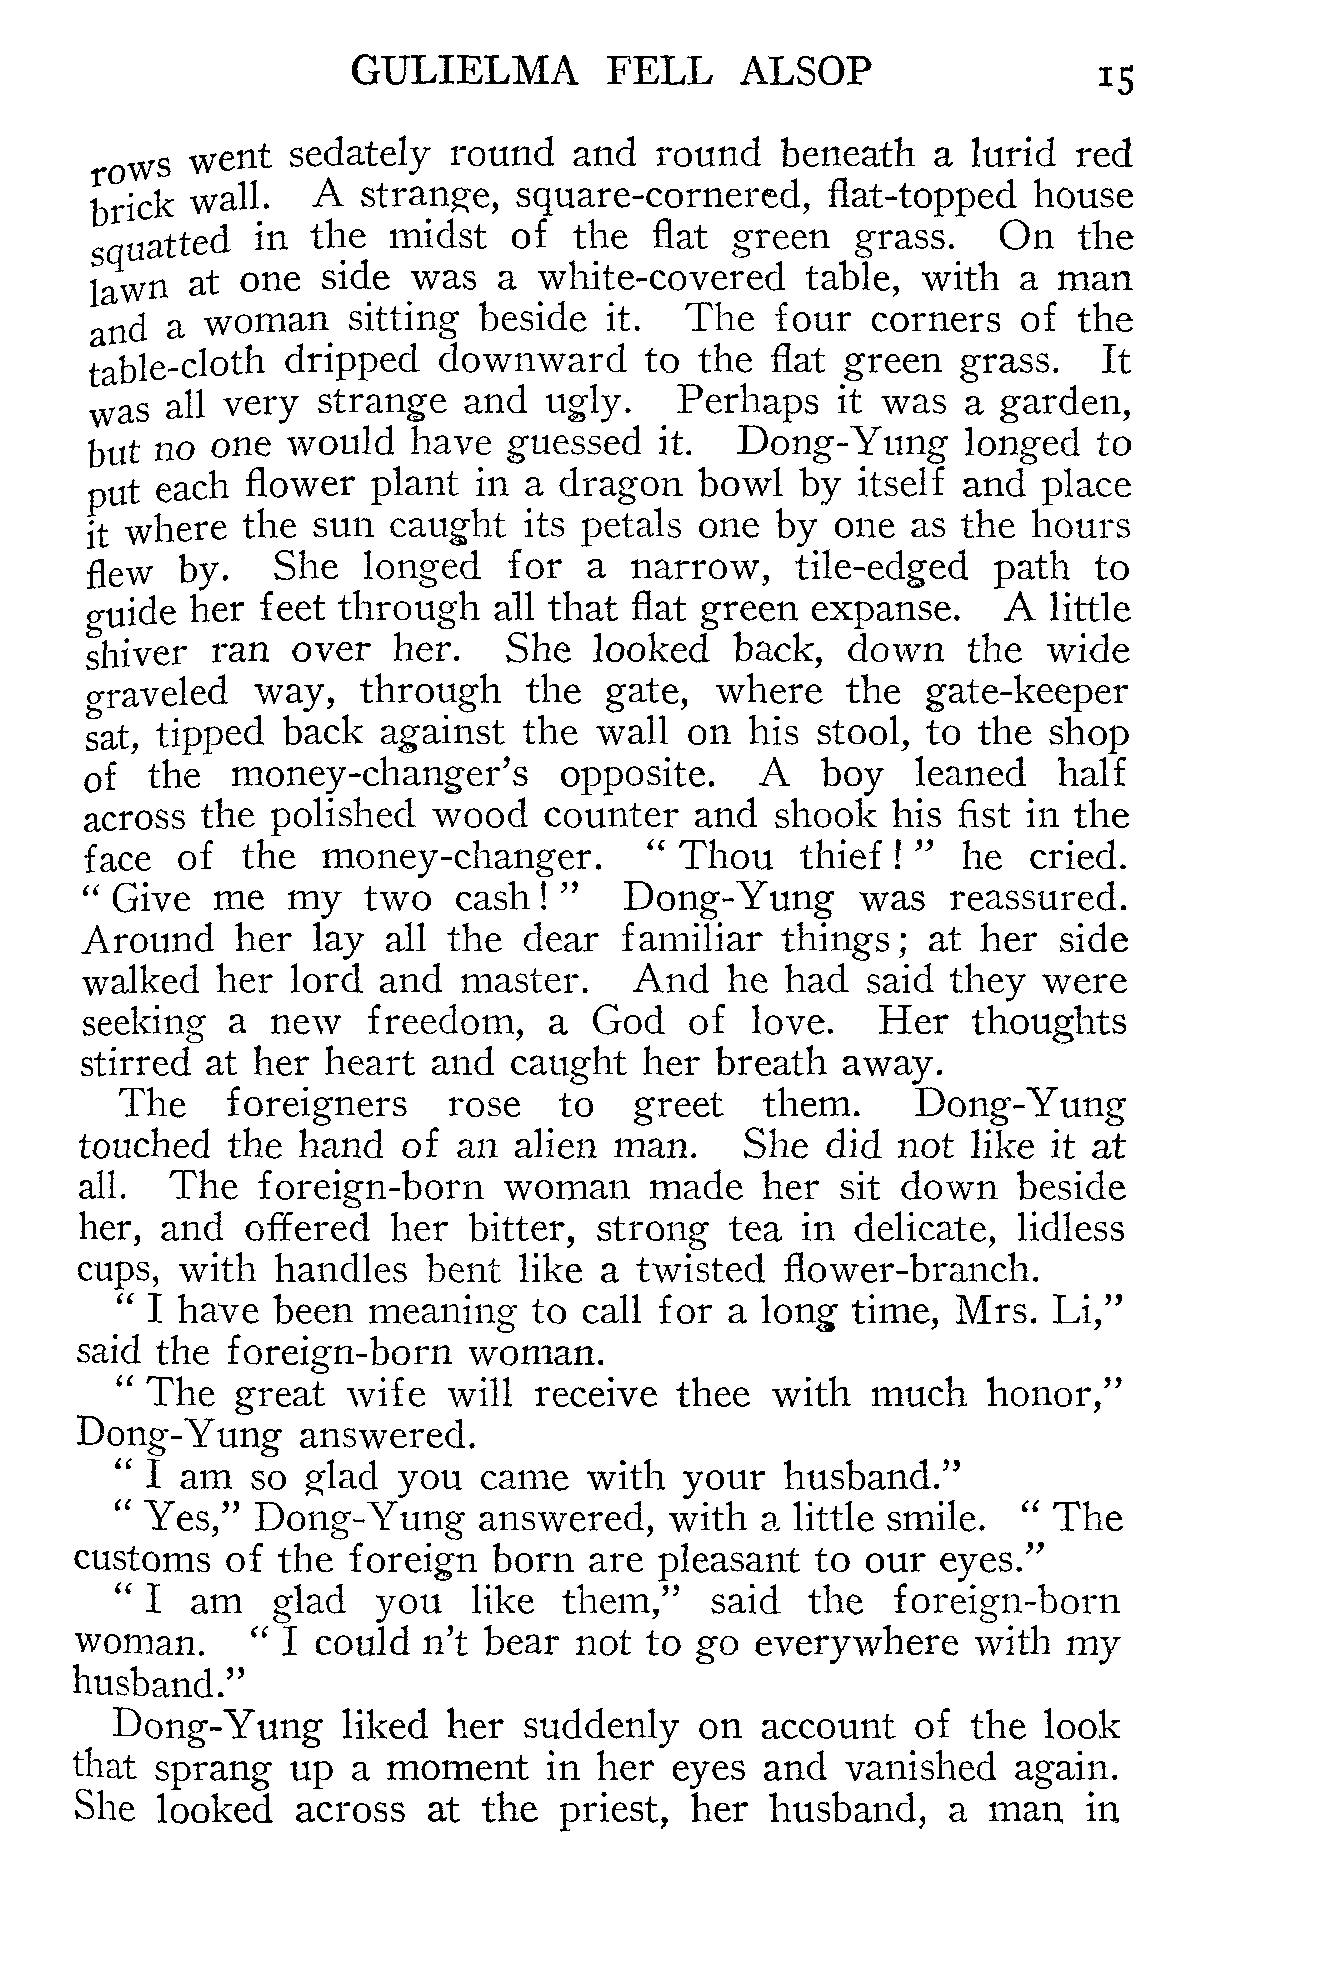 GULIELMA FELL ALSOP 15
rows went sedately round and round beneath a lurid red
brick wall. A strange, square-cornered, flat-topped house
squatted in the midst of the flat green grass. On the
lawn at one side was a white-covered table, with a man
and a woman sitting beside it. The four corners of the
table-cloth dripped downward to the flat green grass. It
was all very strange and ugly. Perhaps it was a garden,
but no one would have guessed it. Dong-Yung longed to
put each flower plant in a dragon bowl by itself and place
it where the sun caught its petals one by one as the hours
flew by. She longed for a narrow, tile-edged path to
guide her feet through all that flat green expanse. A little
shiver ran over her. She looked back, down the wide
graveled way, through the gate, where the gate-keeper
sat, tipped back against the wall on his stool, to the shop
of the money-changer's opposite. A boy leaned half
across the polished wood counter and shook his fist in the
face of the money-changer. "Thou thief!" he cried.
"Give me my two cash!" Dong-Yung was reassured.
Around her lay all the dear familiar things; at her side
walked her lord and master. And he had said they were
seeking a new freedom, a God of love. Her thoughts
stirred at her heart and caught her breath away.
The foreigners rose to greet them. Dong-Yung
touched the hand of an alien man. She did not like it at
all. The foreign-born woman made her sit down beside
her, and offered her bitter, strong tea in delicate, lidless
cups, with handles bent like a twisted flower-branch.
"I have been meaning to call for a long time, Mrs. Li,"
said the foreign-born woman.
"The great wife will receive thee with much honor,"
Dong-Yung answered.
"I am so glad you came with your husband."
"Yes," Dong-Yung answered, with a little smile. "The
customs of the foreign born are pleasant to our eyes."
"I am glad you like them," said the foreign-born
woman. "I could n't bear not to go everywhere with my
husband."
Dong-Yung liked her suddenly on account of the look
that sprang up a moment in her eyes and vanished again.
She looked across at the priest, her husband, a man in